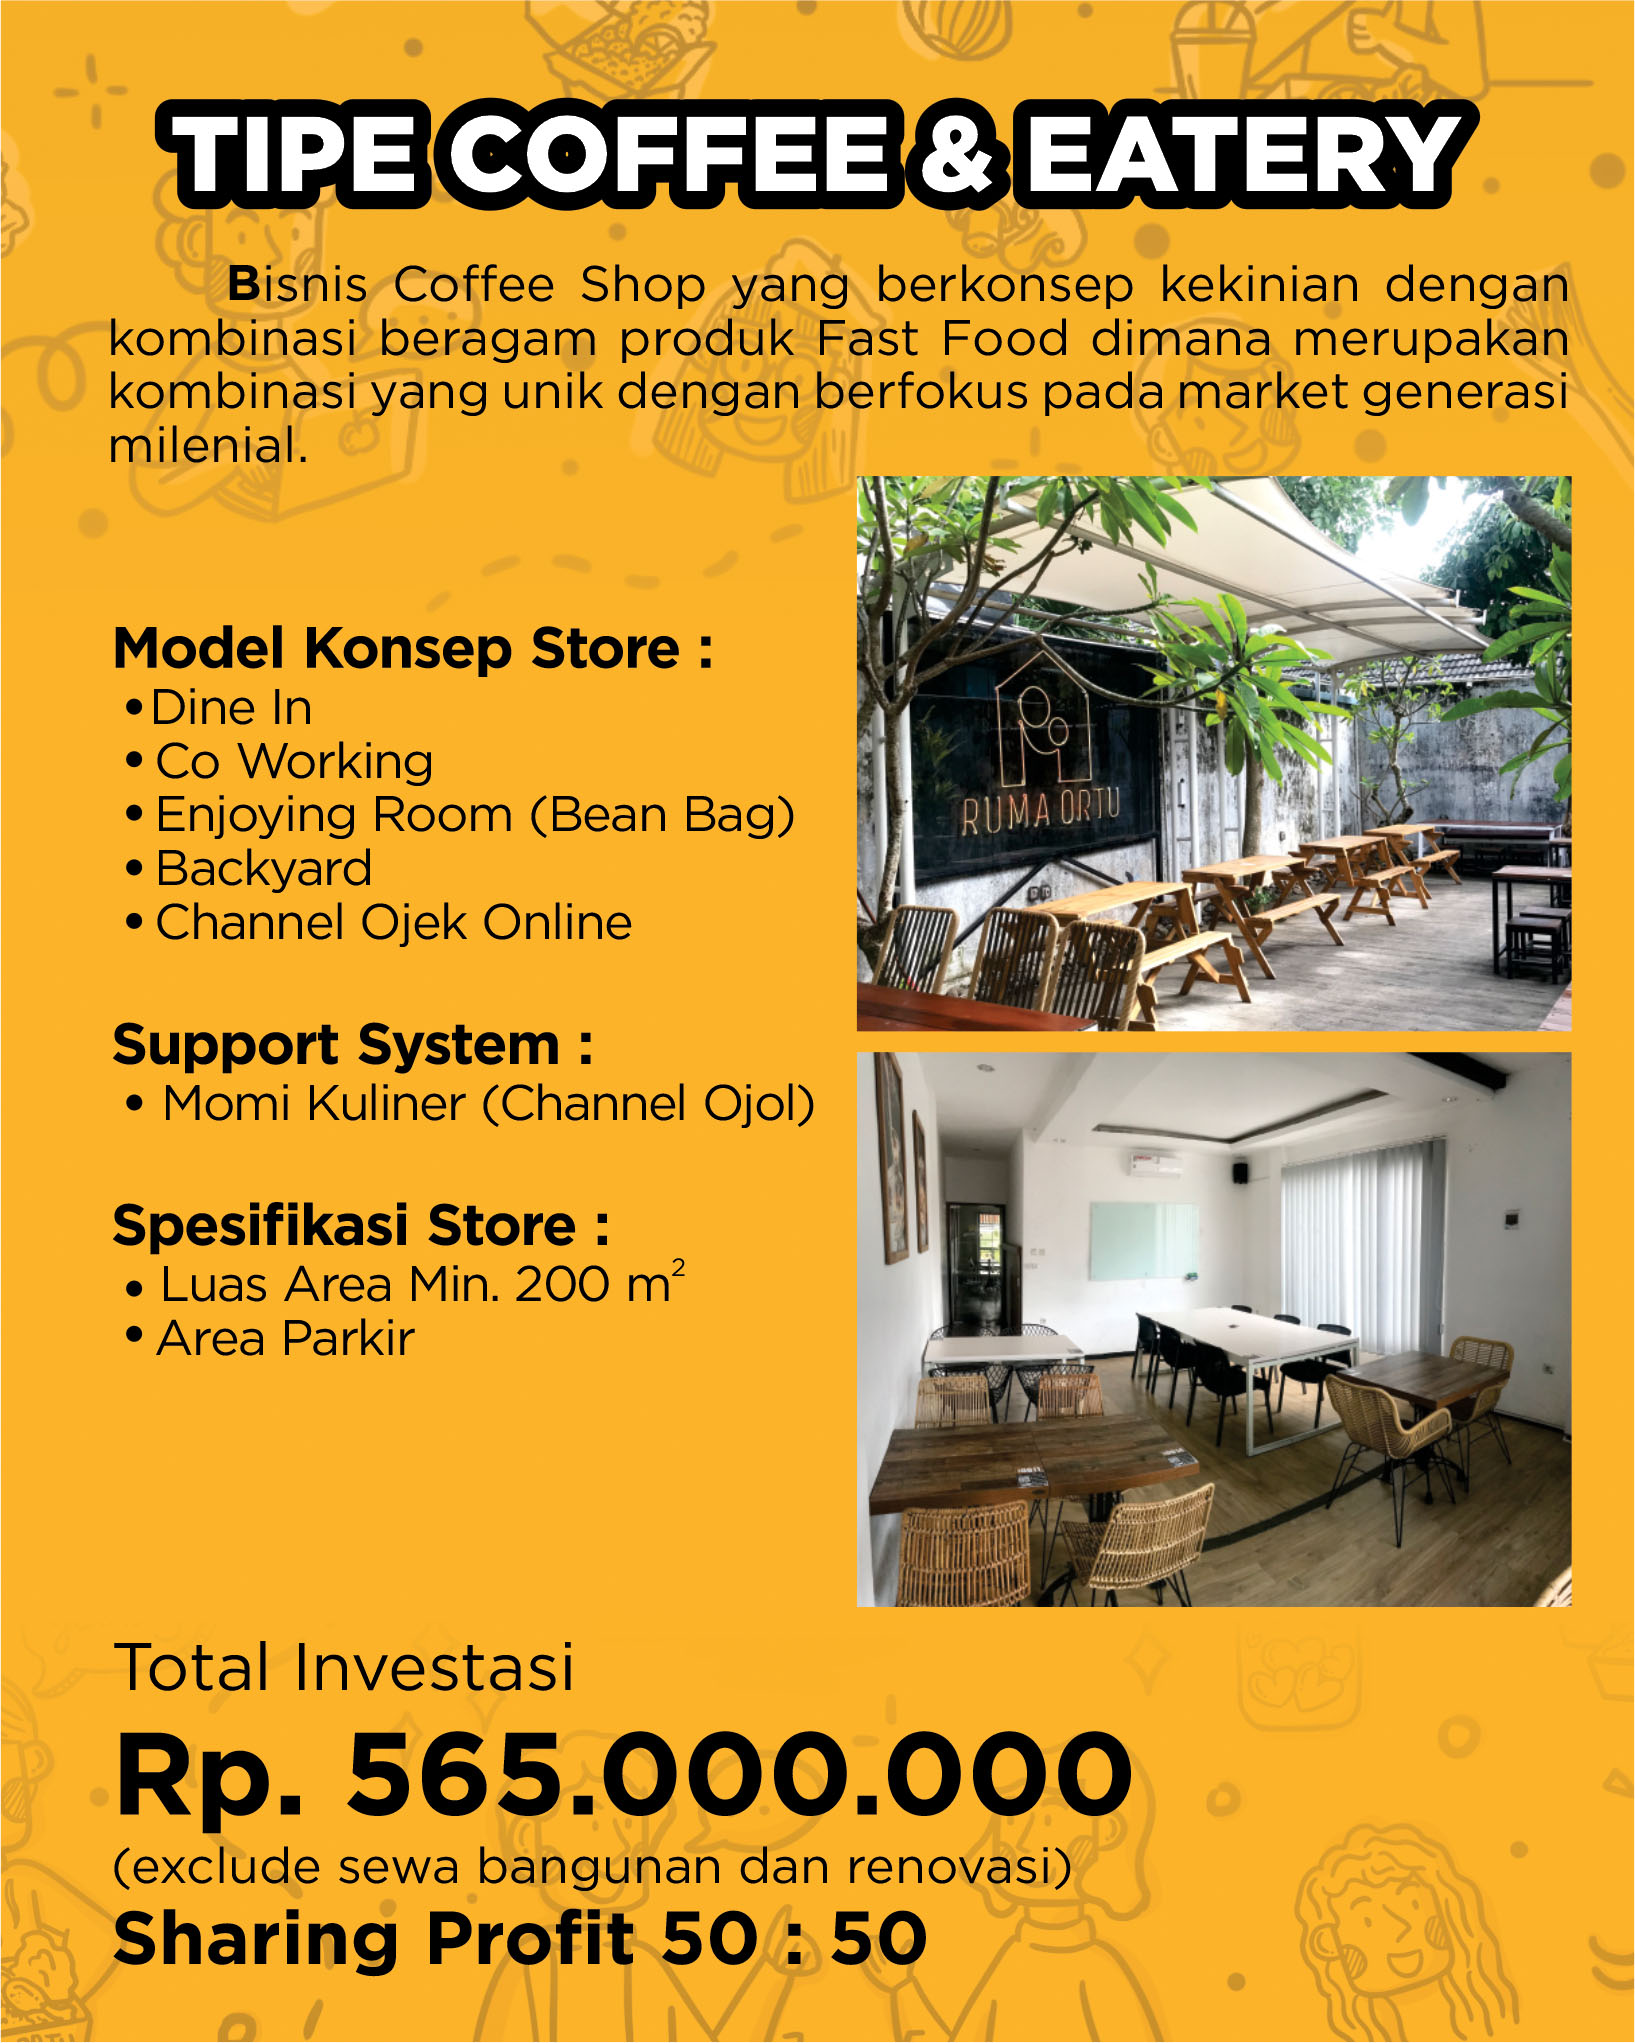 TIPE COFFEE & EATERY
Bisnis Coffee Shop yang berkonsep kekinian dengan
kombinasi beragam produk Fast Food dimana merupakan
kombinasi yang unik dengan berfokus pada market generasi
milenial.
RUMA ORTU
Model Konsep Store :
• Dine In
• Co Working
• Enjoying Room (Bean Bag)
• Backyard
• Channel Ojek Online
Support System :
• Momi Kuliner (Channel Ojol)
Spesifikasi Store :
• Luas Area Min. 200 m²
• Area Parkir
Total Investasi
Rp. 565.000.000
(exclude sewa bangunan dan renovasi)
Sharing Profit 50 : 50